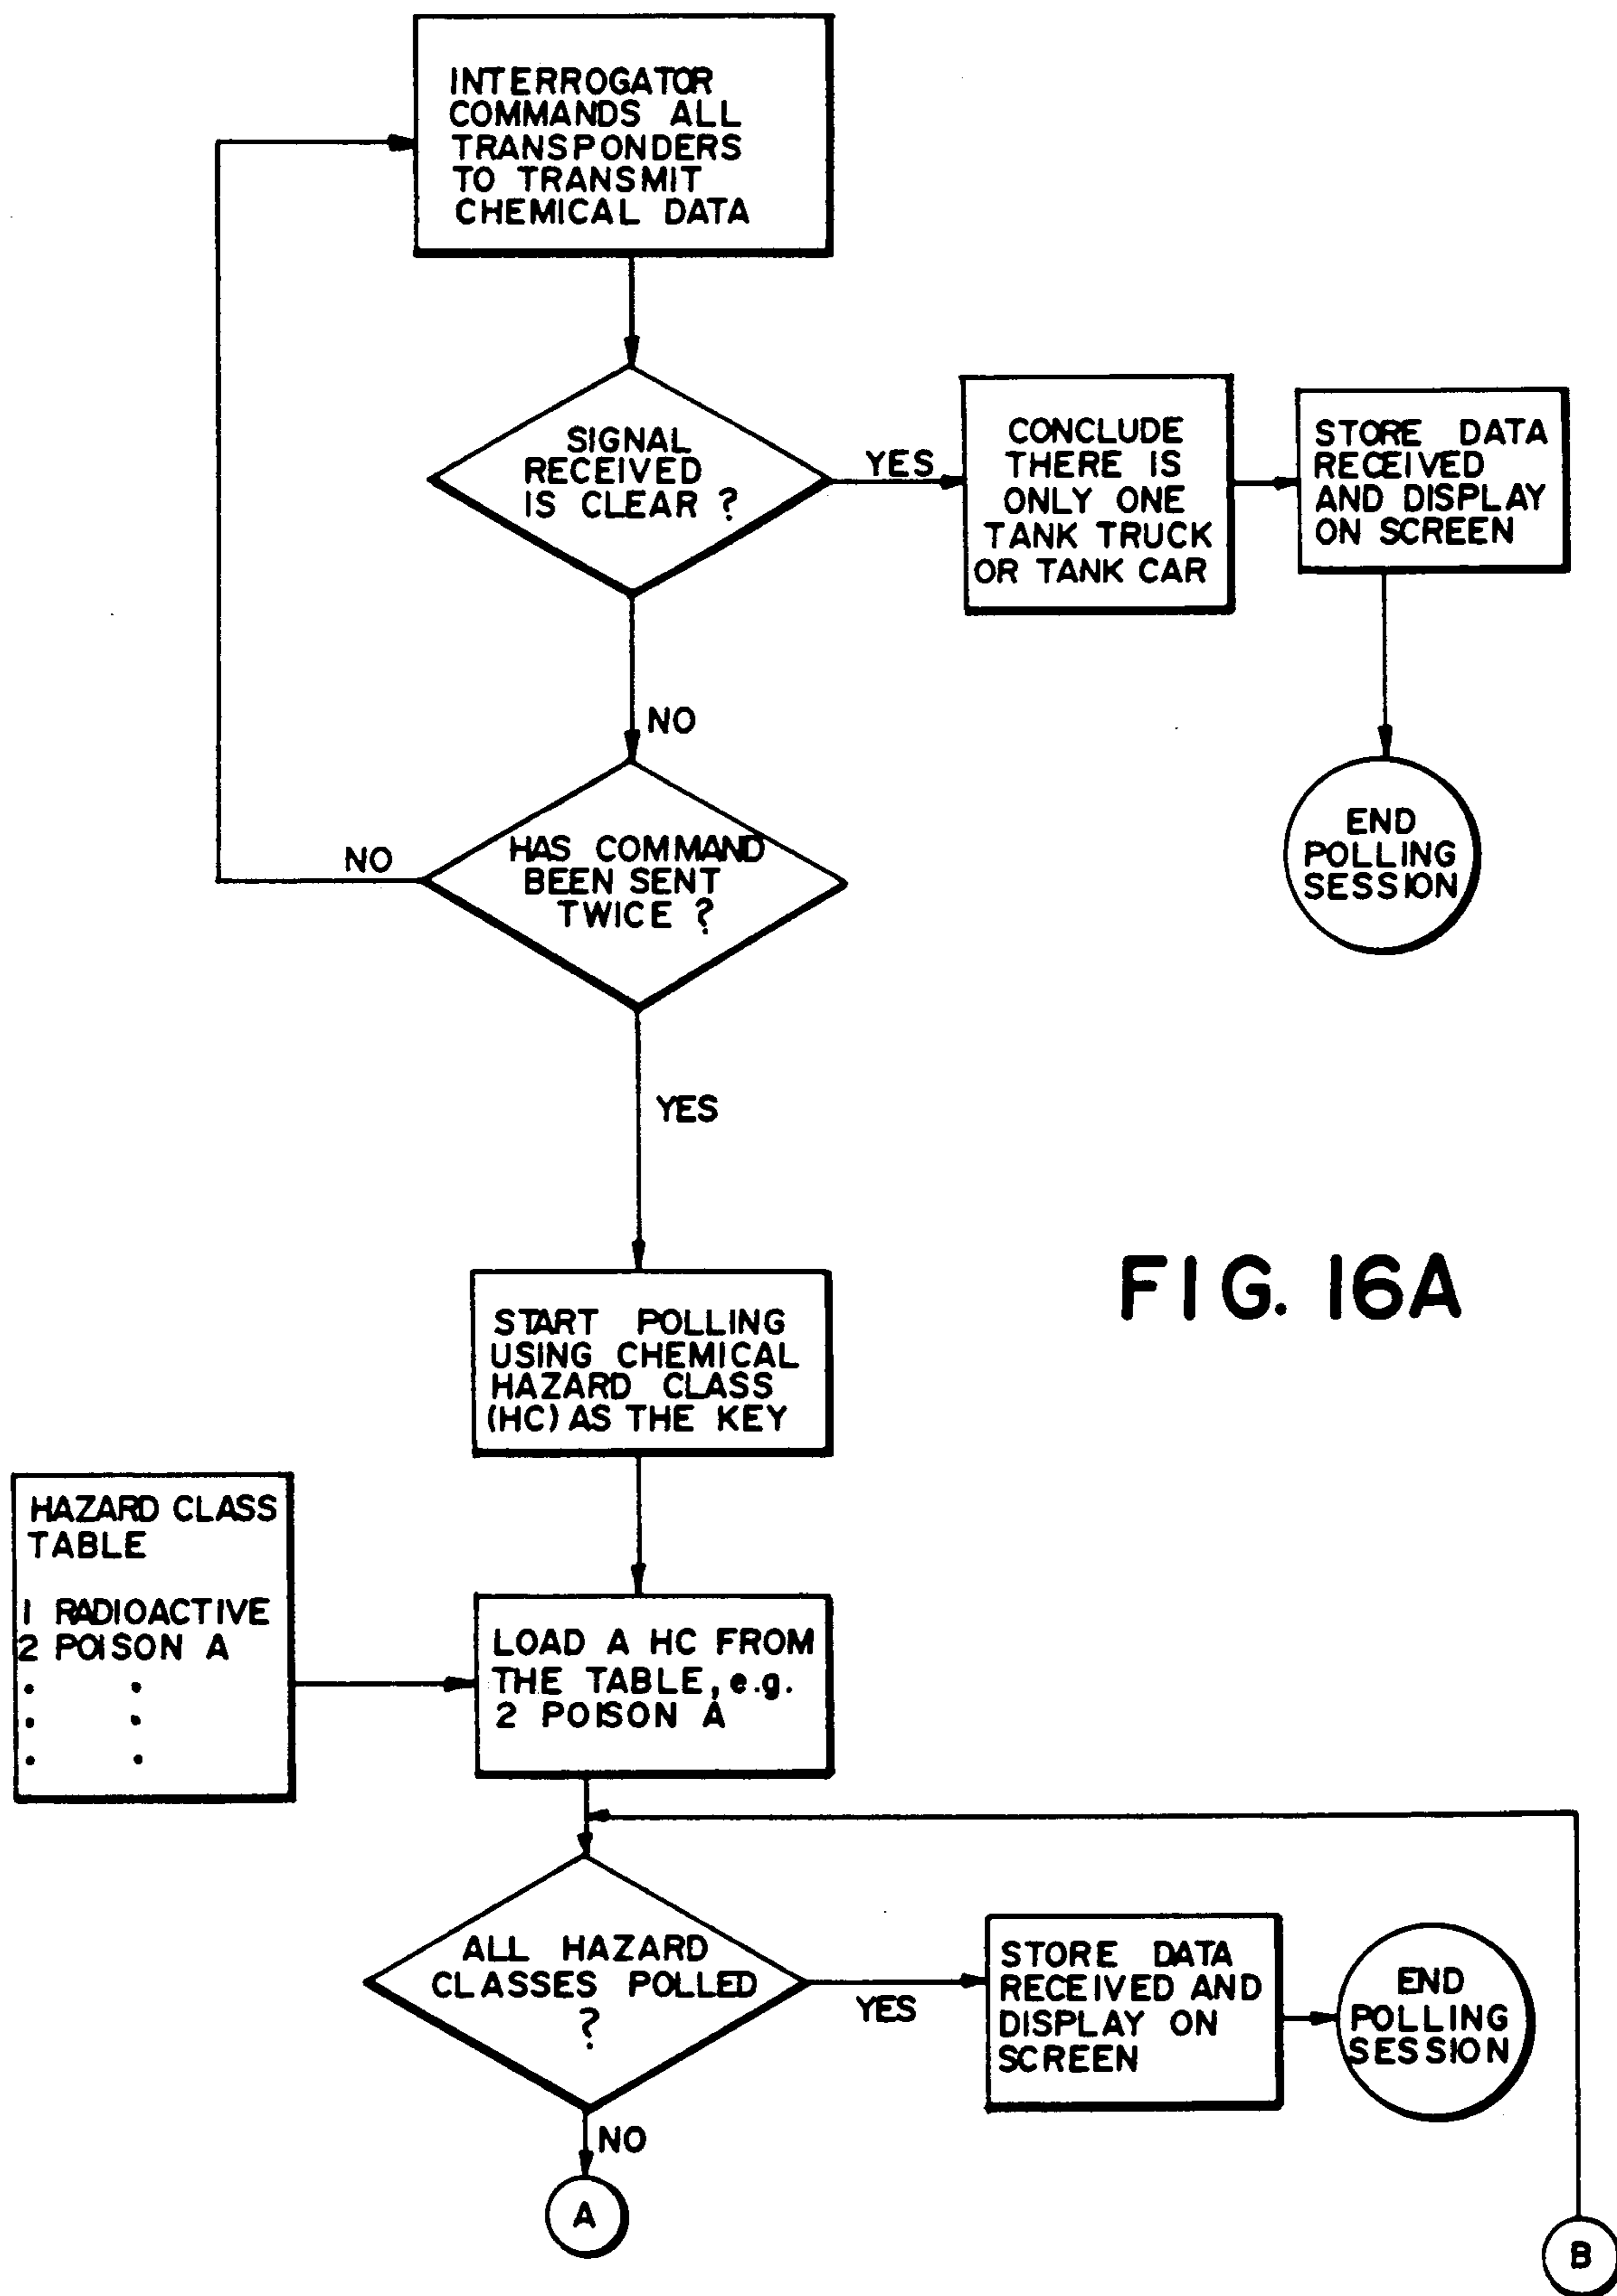 INTERROGATOR
COMMANDS ALL
TRANSPONDERS
TO TRANSMIT
CHEMICAL DATA
SIGNAL
RECEIVED
IS CLEAR ?
YES
CONCLUDE
THERE IS
ONLY ONE
TANK TRUCK
OR TANK CAR
STORE DATA
RECEIVED
AND DISPLAY
ON SCREEN
NO
END
POLLING
SESSION
HAS COMMAND
BEEN SENT
TWICE ?
NO
YES
FIG. 16A
START POLLING
USING CHEMICAL
HAZARD CLASS
(HC) AS THE KEY
HAZARD CLASS
TABLE
1 RADIOACTIVE
2 POISON A
. .
. .
. .
LOAD A HC FROM
THE TABLE, e.g.
2 POISON A
ALL HAZARD
CLASSES POLLED
?
YES
STORE DATA
RECEIVED AND
DISPLAY ON
SCREEN
END
POLLING
SESSION
NO
A
B